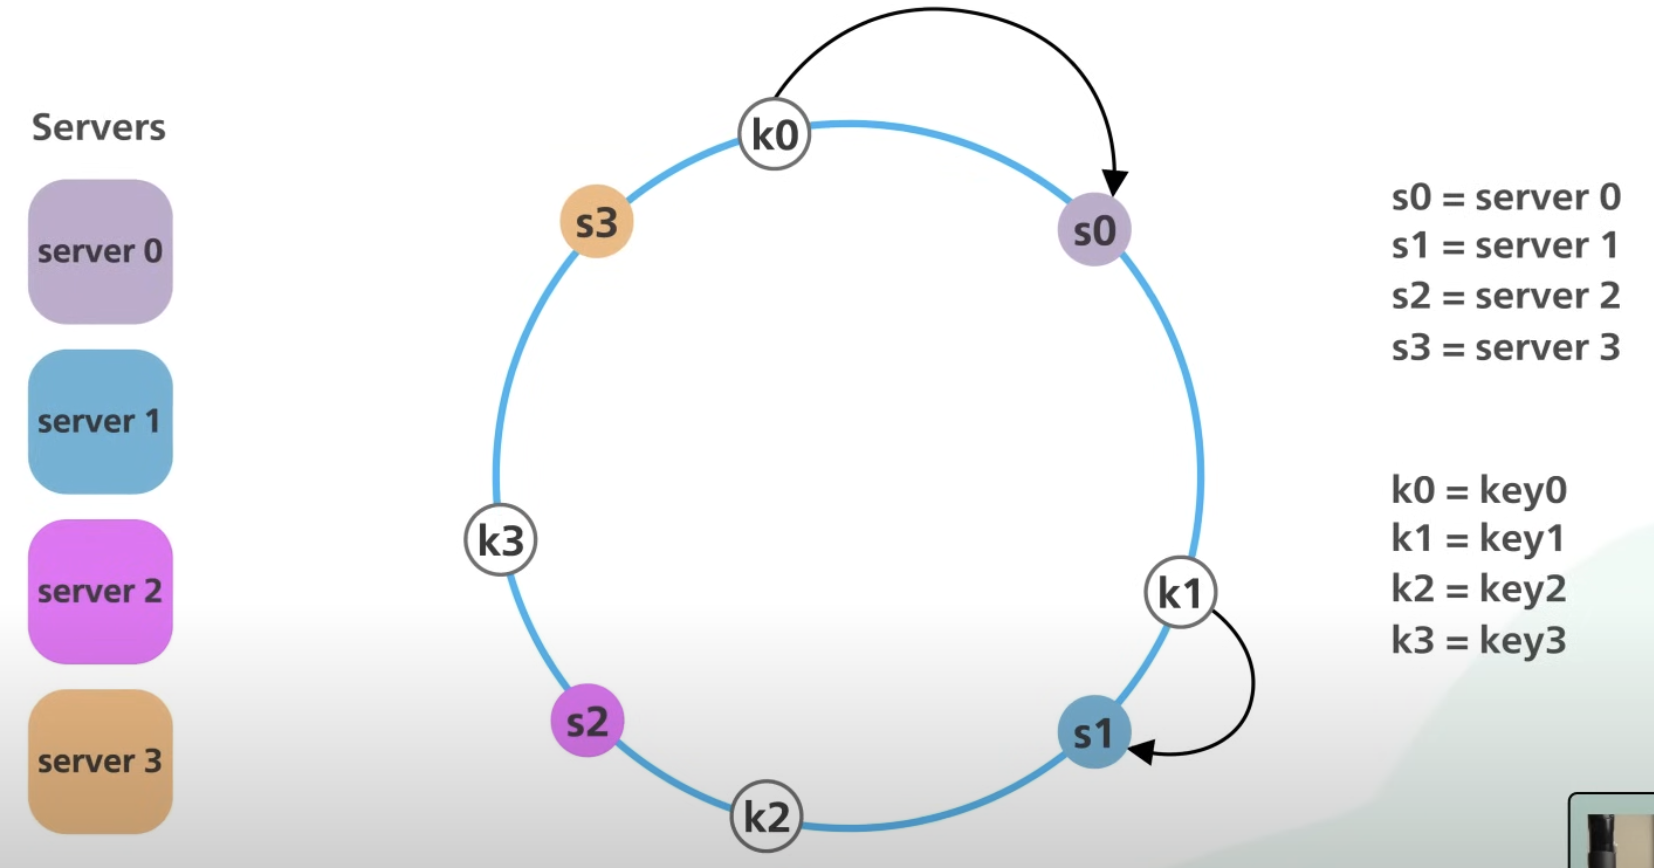 Servers
server 0
server 1
server 2
server 3
k0
s3
s0
k3
k1
s2
s1
k2
s0 = server 0
s1 = server 1
s2 = server 2
s3 = server 3
k0 = key0
k1 = key1
k2 = key2
k3 = key3